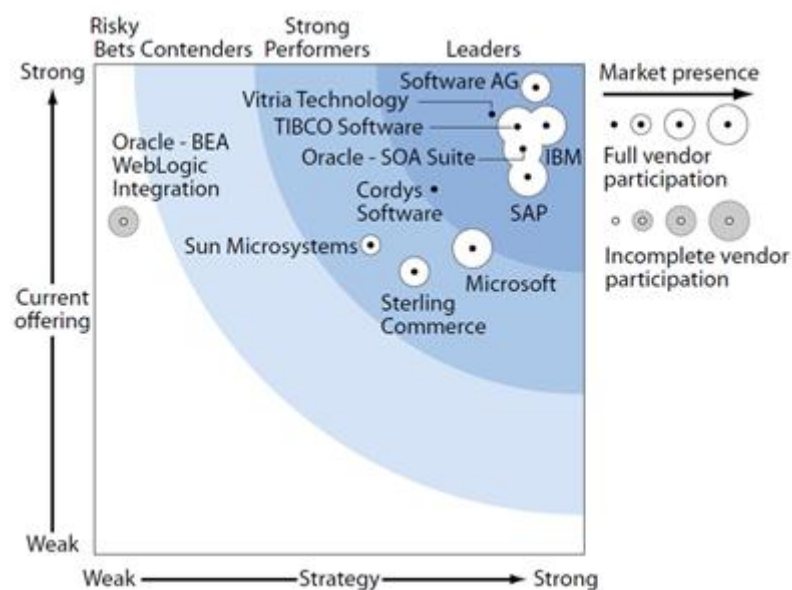 Risky
Bets
Contenders
Strong
Performers
Leaders
Strong
Software AG
Market presence
Vitria Technology
TIBCO Software
Oracle - BEA
WebLogic
Integration
Oracle - SOA Suite
IBM
Full vendor
participation
Cordys
Software
SAP
Sun Microsystems
Incomplete vendor
participation
Microsoft
Sterling
Commerce
Current
offering
Weak
Weak
Strategy
Strong